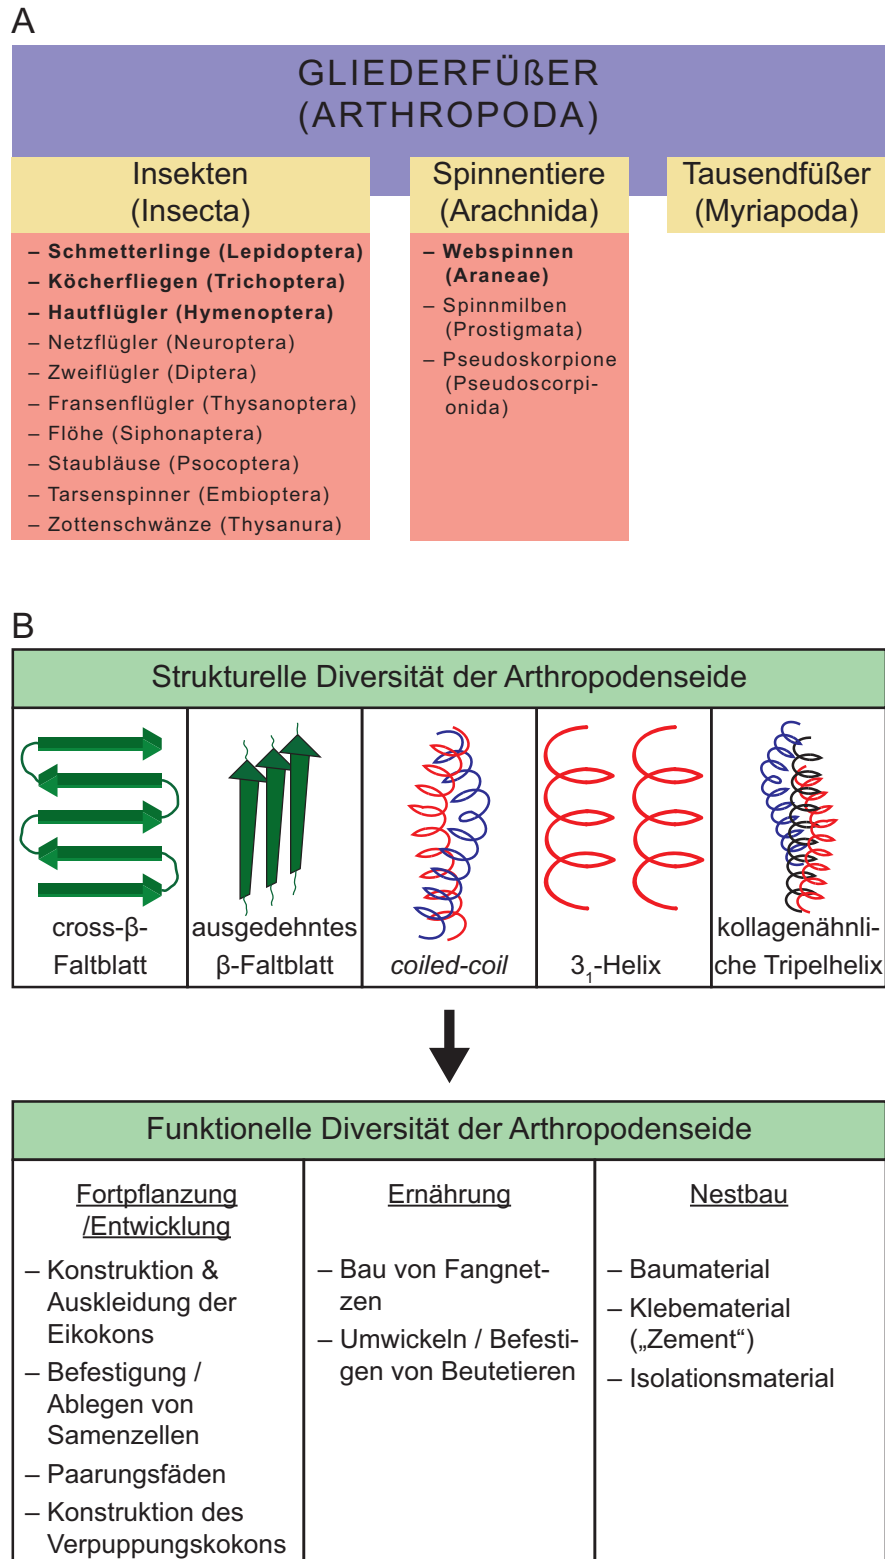 A
GLIEDERFÜßER
(ARTHROPODA)
Insekten
(Insecta)
– Schmetterlinge (Lepidoptera)
– Köcherfliegen (Trichoptera)
– Hautflügler (Hymenoptera)
– Netzflügler (Neuroptera)
– Zweiflügler (Diptera)
– Fransenflügler (Thysanoptera)
– Flöhe (Siphonaptera)
– Staubläuse (Psocoptera)
– Tarsenspinner (Embioptera)
– Zottenschwänze (Thysanura)
Spinnentiere
(Arachnida)
– Webspinnen
(Araneae)
– Spinnmilben
(Prostigmata)
– Pseudoskorpione
(Pseudoscorpi-
onida)
Tausendfüßer
(Myriapoda)
B
Strukturelle Diversität der Arthropodenseide
cross-β-
Faltblatt
ausgedehntes
β-Faltblatt
coiled-coil
3₁-Helix
kollagenähnli-
che Tripelhelix
Funktionelle Diversität der Arthropodenseide
Fortpflanzung
/Entwicklung
– Konstruktion &
Auskleidung der
Eikokons
– Befestigung /
Ablegen von
Samenzellen
– Paarungsfäden
– Konstruktion des
Verpuppungskokons
Ernährung
– Bau von Fangnet-
zen
– Umwickeln / Befesti-
gen von Beutetieren
Nestbau
– Baumaterial
– Klebematerial
(„Zement“)
– Isolationsmaterial